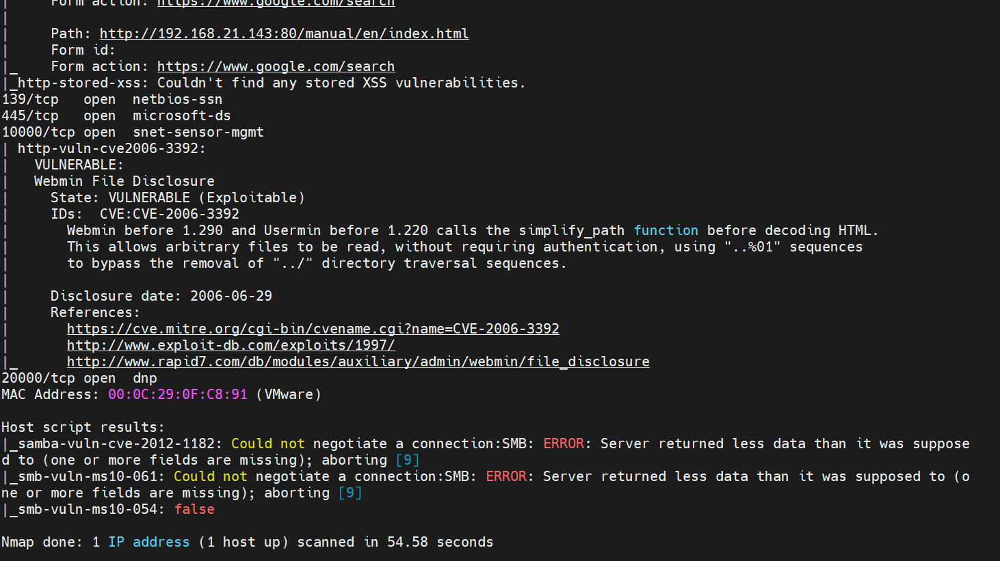 |     Form action: https://www.google.com/search
|
|     Path: http://192.168.21.143:80/manual/en/index.html
|     Form id:
|_    Form action: https://www.google.com/search
|_http-stored-xss: Couldn't find any stored XSS vulnerabilities.
139/tcp   open  netbios-ssn
445/tcp   open  microsoft-ds
10000/tcp open  snet-sensor-mgmt
| http-vuln-cve2006-3392:
|   VULNERABLE:
|   Webmin File Disclosure
|     State: VULNERABLE (Exploitable)
|     IDs:  CVE:CVE-2006-3392
|       Webmin before 1.290 and Usermin before 1.220 calls the simplify_path function before decoding HTML.
|       This allows arbitrary files to be read, without requiring authentication, using "..%01" sequences
|       to bypass the removal of "../" directory traversal sequences.
|
|     Disclosure date: 2006-06-29
|     References:
|       https://cve.mitre.org/cgi-bin/cvename.cgi?name=CVE-2006-3392
|       http://www.exploit-db.com/exploits/1997/
|_      http://www.rapid7.com/db/modules/auxiliary/admin/webmin/file_disclosure
20000/tcp open  dnp
MAC Address: 00:0C:29:0F:C8:91 (VMware)

Host script results:
|_samba-vuln-cve-2012-1182: Could not negotiate a connection:SMB: ERROR: Server returned less data than it was suppose
d to (one or more fields are missing); aborting [9]
|_smb-vuln-ms10-061: Could not negotiate a connection:SMB: ERROR: Server returned less data than it was supposed to (o
ne or more fields are missing); aborting [9]
|_smb-vuln-ms10-054: false

Nmap done: 1 IP address (1 host up) scanned in 54.58 seconds